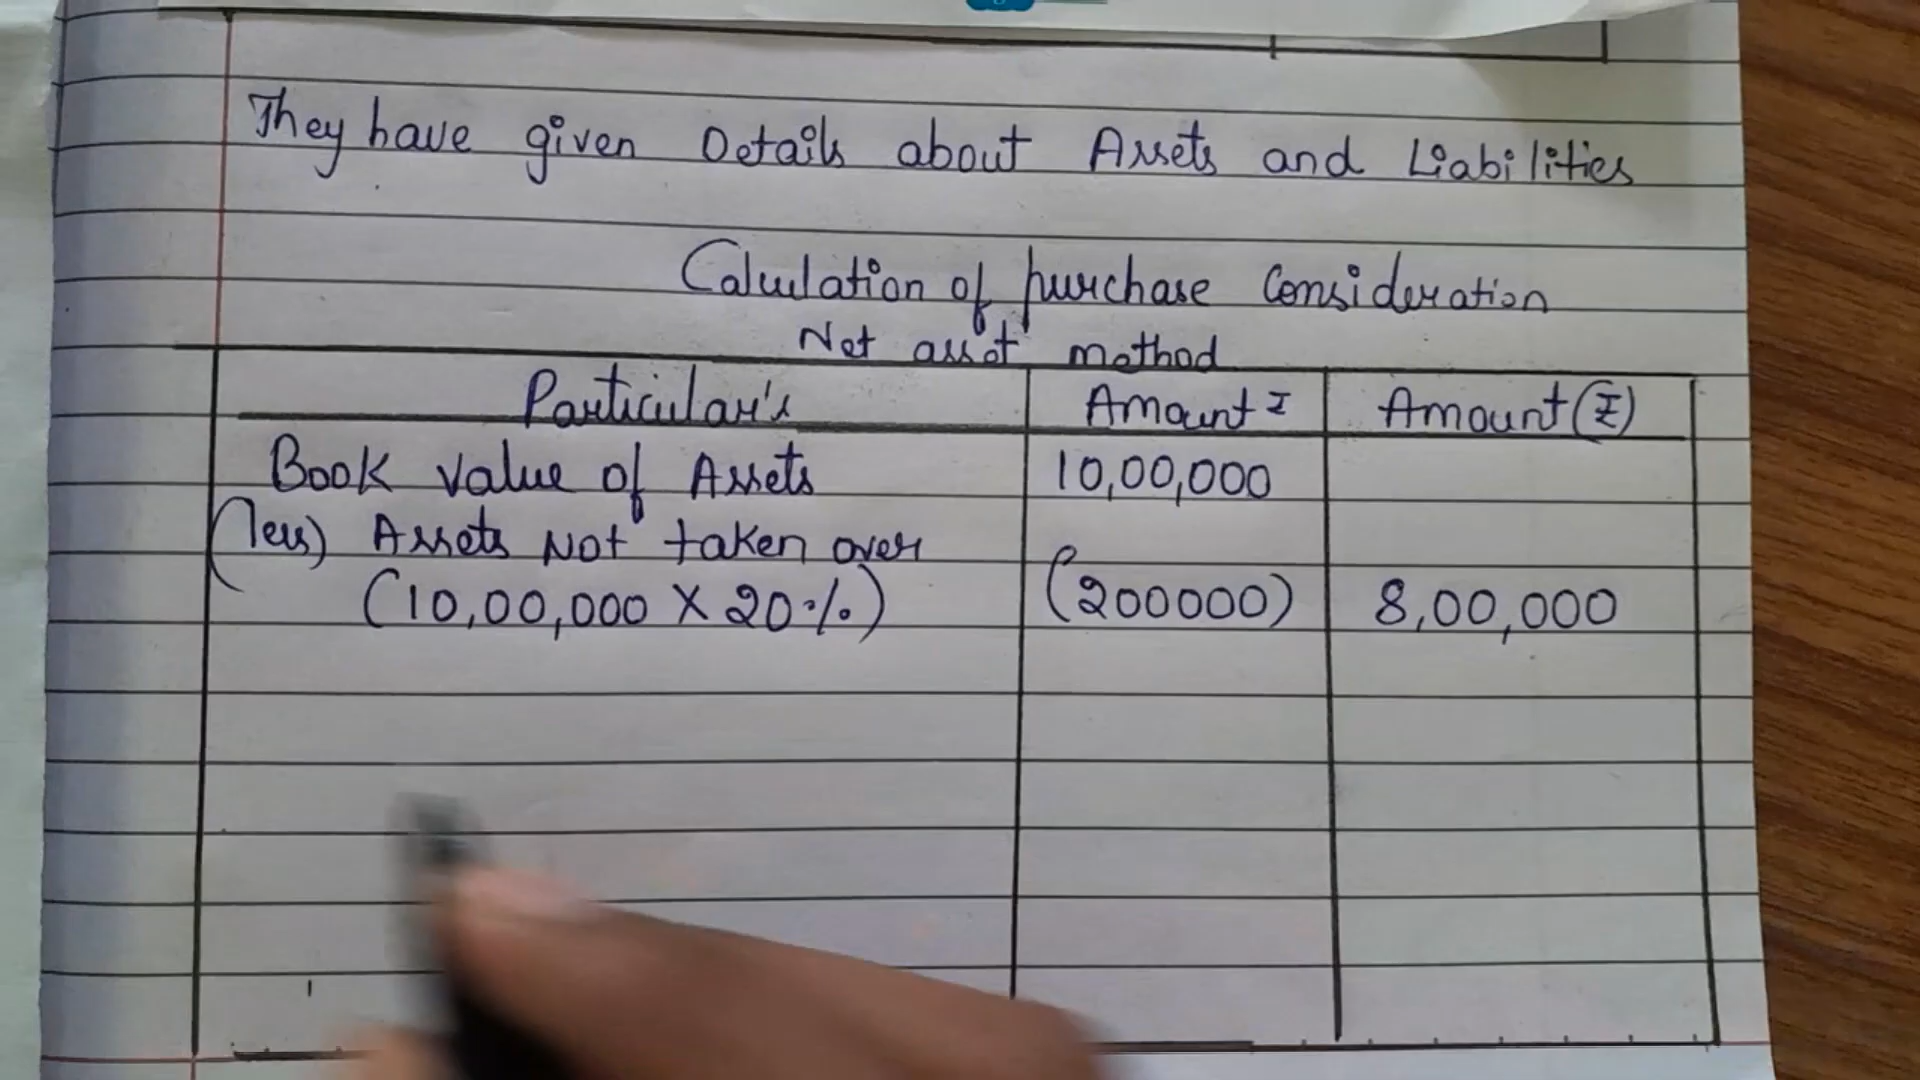 They have given Details about Assets and Liabilities
Calculation of purchase Consideration
Net asset method
Particular's Amount ₹ Amount (₹)
Book value of Assets 10,00,000
(less) Assets Not taken over
(10,00,000 X 20%) (200000) 8,00,000